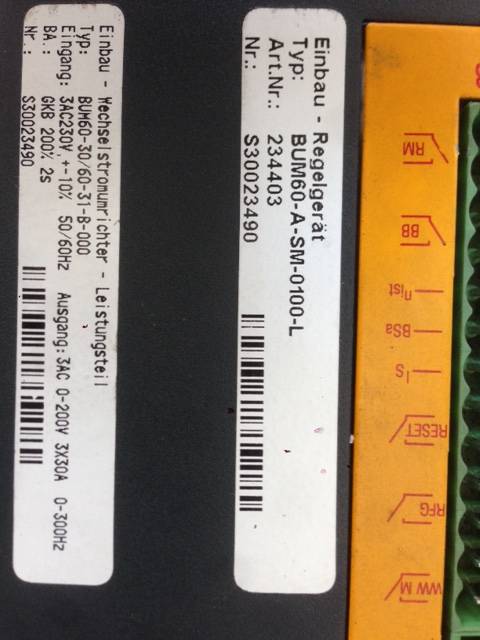 Einbau - Wechselstromumrichter - Leistungsteil
Typ: BUM60-30/60-31-B-000
Eingang: 3AC230V,+-10% 50/60Hz Ausgang: 3AC 0-200V 3X30A 0-300Hz
BA.: GKB 200% 2s
Nr.: S30023490
Einbau - Regelgerät
Typ: BUM60-A-SM-0100-L
Art.Nr.: 234403
Nr.: S30023490
RM
BB
nist
BSa
Is
RESET
RFG
WW M